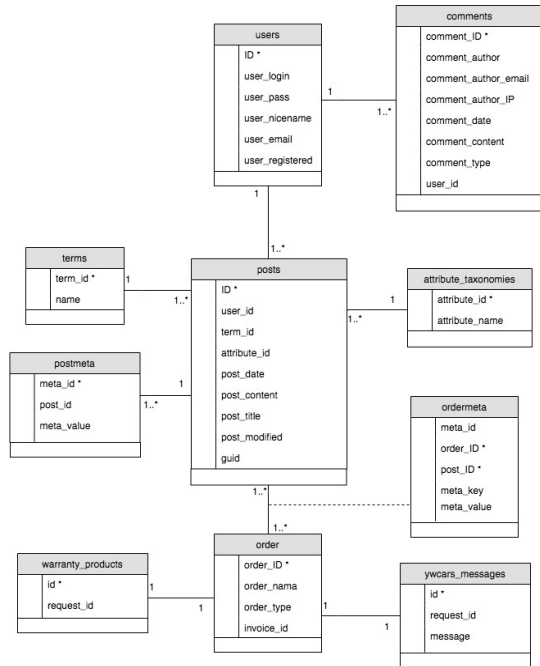 comments
comment_ID *
comment_author
comment_author_email
comment_author_IP
comment_date
comment_content
comment_type
user_id
users
ID *
user_login
user_pass
user_nicename
user_email
user_registered
1
1..*
1
1..*
terms
term_id *
name
1
1..*
posts
ID *
user_id
term_id
attribute_id
post_date
post_content
post_title
post_modified
guid
attribute_taxonomies
attribute_id *
attribute_name
1
1..*
postmeta
meta_id *
post_id
meta_value
1
1..*
ordermeta
meta_id
order_ID *
post_ID *
meta_key
meta_value
1..*
1..*
order
order_ID *
order_nama
order_type
invoice_id
warranty_products
id *
request_id
1
1
ywcars_messages
id *
request_id
message
1
1